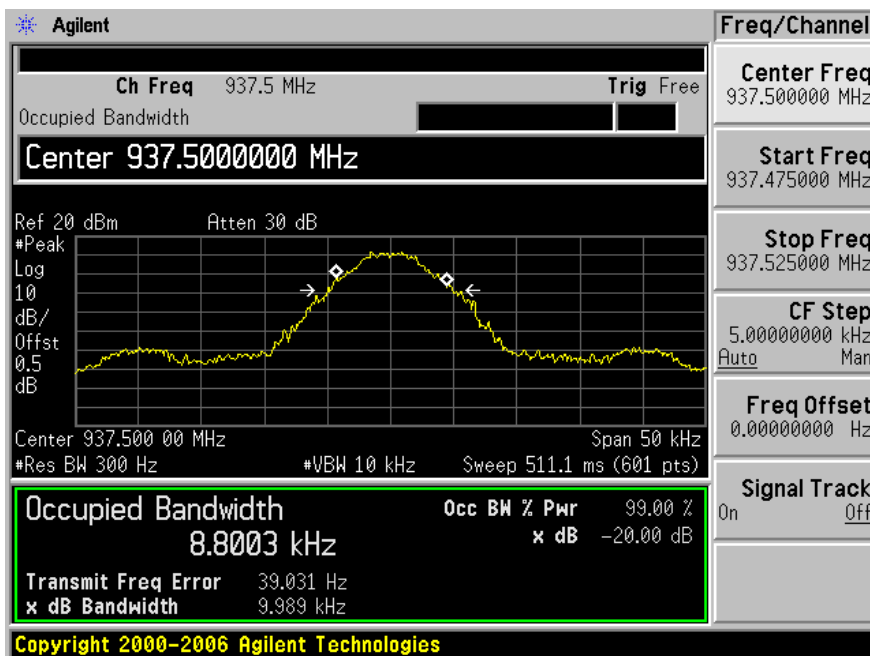 Agilent
Freq/Channel
Ch Freq 937.5 MHz Trig Free
Occupied Bandwidth
Center 937.5000000 MHz
Ref 20 dBm Atten 30 dB
#Peak
Log
10
dB/
Offst
0.5
dB
Center 937.500 00 MHz Span 50 kHz
#Res BW 300 Hz #VBW 10 kHz Sweep 511.1 ms (601 pts)
Occupied Bandwidth
8.8003 kHz
Occ BW % Pwr 99.00 %
x dB -20.00 dB
Transmit Freq Error 39.031 Hz
x dB Bandwidth 9.989 kHz
Center Freq
937.500000 MHz
Start Freq
937.475000 MHz
Stop Freq
937.525000 MHz
CF Step
5.00000000 kHz
Auto Man
Freq Offset
0.00000000 Hz
Signal Track
On Off
Copyright 2000-2006 Agilent Technologies